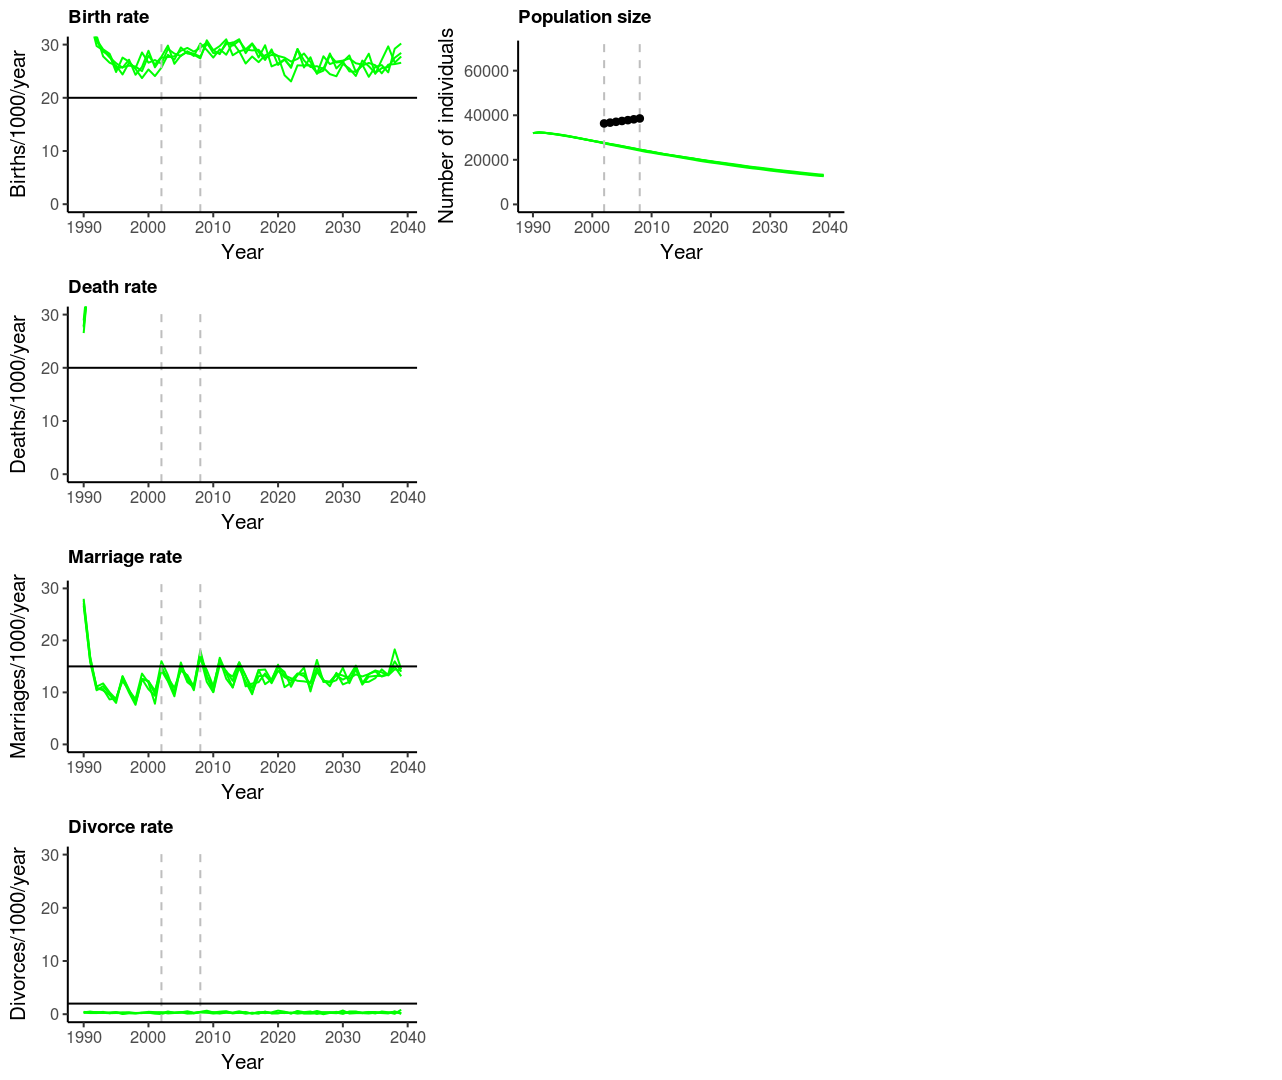 Birth rate
Births/1000/year
30
20
10
0
1990 2000 2010 2020 2030 2040
Year
Population size
Number of individuals
60000
40000
20000
0
1990 2000 2010 2020 2030 2040
Year
Death rate
Deaths/1000/year
30
20
10
0
1990 2000 2010 2020 2030 2040
Year
Marriage rate
Marriages/1000/year
30
20
10
0
1990 2000 2010 2020 2030 2040
Year
Divorce rate
Divorces/1000/year
30
20
10
0
1990 2000 2010 2020 2030 2040
Year